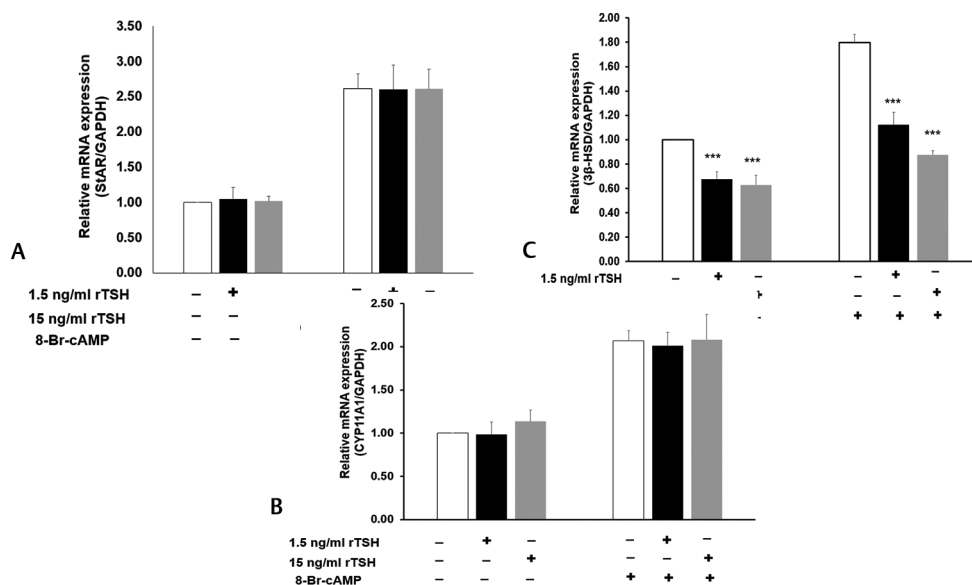 A
Relative mRNA expression
(StAR/GAPDH)
3.50
3.00
2.50
2.00
1.50
1.00
0.50
0.00
1.5 ng/ml rTSH – + – + –
15 ng/ml rTSH – –
8-Br-cAMP – –
C
Relative mRNA expression
(3β-HSD/GAPDH)
2.00
1.80
1.60
1.40
1.20
1.00
0.80
0.60
0.40
0.20
0.00
*** ***
***
***
1.5 ng/ml rTSH – + – – + –
+ – – +
+ + +
B
Relative mRNA expression
(CYP11A1/GAPDH)
2.50
2.00
1.50
1.00
0.50
0.00
1.5 ng/ml rTSH – + – – + –
15 ng/ml rTSH – – + – – +
8-Br-cAMP – – – + + +